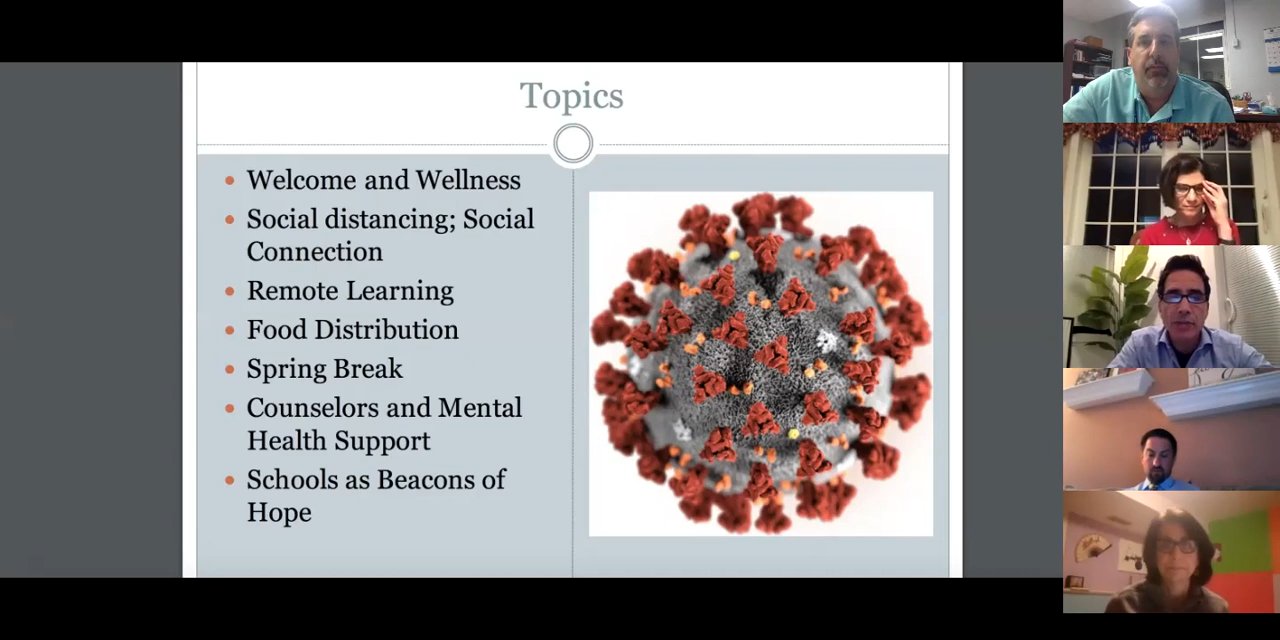 Topics
Welcome and Wellness
Social distancing; Social
Connection
Remote Learning
Food Distribution
Spring Break
Counselors and Mental
Health Support
Schools as Beacons of
Hope